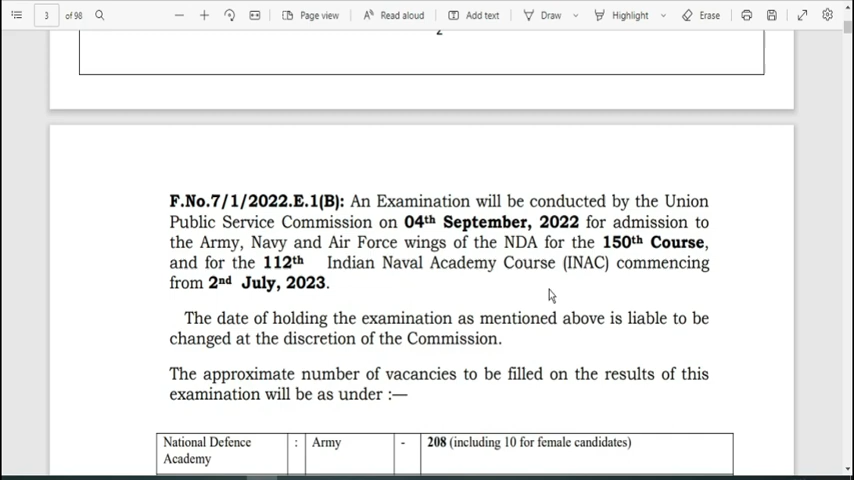 3 of 98 Page view Read aloud Add text Draw Highlight Erase
2
F.No.7/1/2022.E.1(B): An Examination will be conducted by the Union
Public Service Commission on 04th September, 2022 for admission to
the Army, Navy and Air Force wings of the NDA for the 150th Course,
and for the 112th Indian Naval Academy Course (INAC) commencing
from 2nd July, 2023.
The date of holding the examination as mentioned above is liable to be
changed at the discretion of the Commission.
The approximate number of vacancies to be filled on the results of this
examination will be as under :—
National Defence : Army - 208 (including 10 for female candidates)
Academy